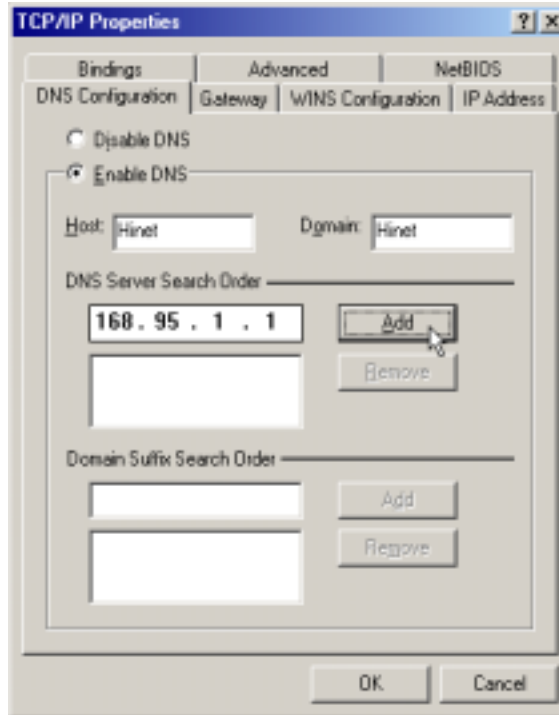 TCP/IP Properties
Bindings Advanced NetBIOS
DNS Configuration Gateway WINS Configuration IP Address
Disable DNS
Enable DNS
Host: Hinet Domain: Hinet
DNS Server Search Order
168 . 95 . 1 . 1 Add
Remove
Domain Suffix Search Order
Add
Remove
OK Cancel